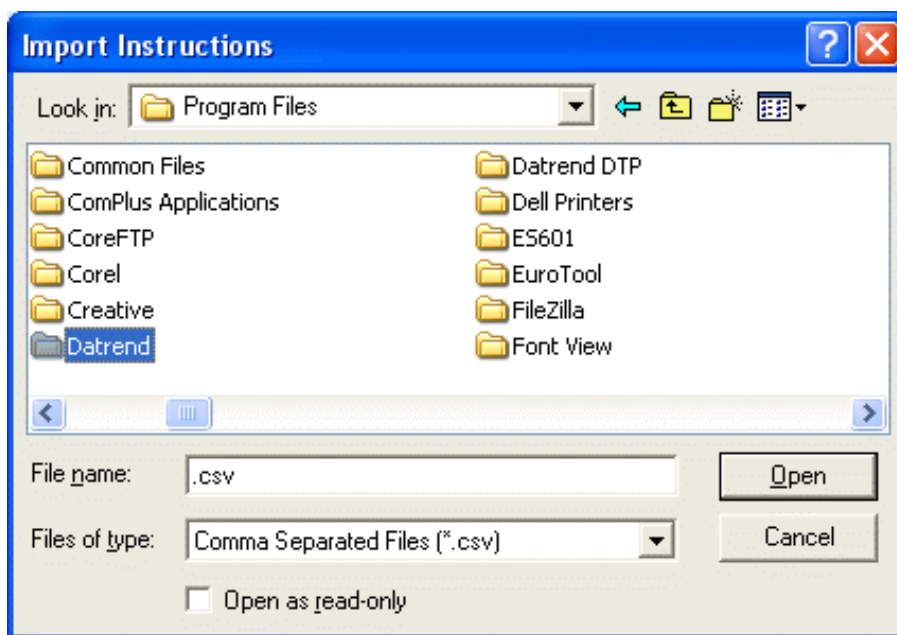 Import Instructions
Look in: Program Files
Common Files
ComPlus Applications
CoreFTP
Corel
Creative
Datrend
Datrend DTP
Dell Printers
ES601
EuroTool
FileZilla
Font View
File name: .csv Open
Files of type: Comma Separated Files (*.csv) Cancel
Open as read-only